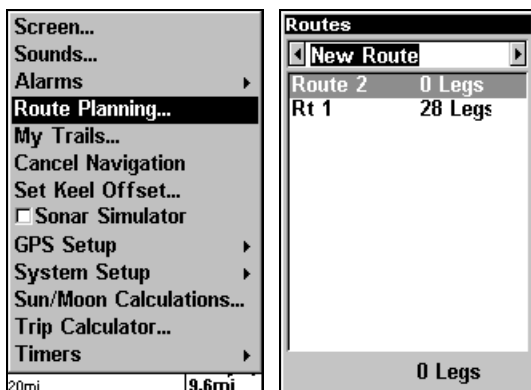 Screen...
Sounds...
Alarms
Route Planning...
My Trails...
Cancel Navigation
Set Keel Offset...
Sonar Simulator
GPS Setup
System Setup
Sun/Moon Calculations...
Trip Calculator...
Timers
20mi 9.6mi
Routes
New Route
Route 2 0 Legs
Rt 1 28 Legs
0 Legs